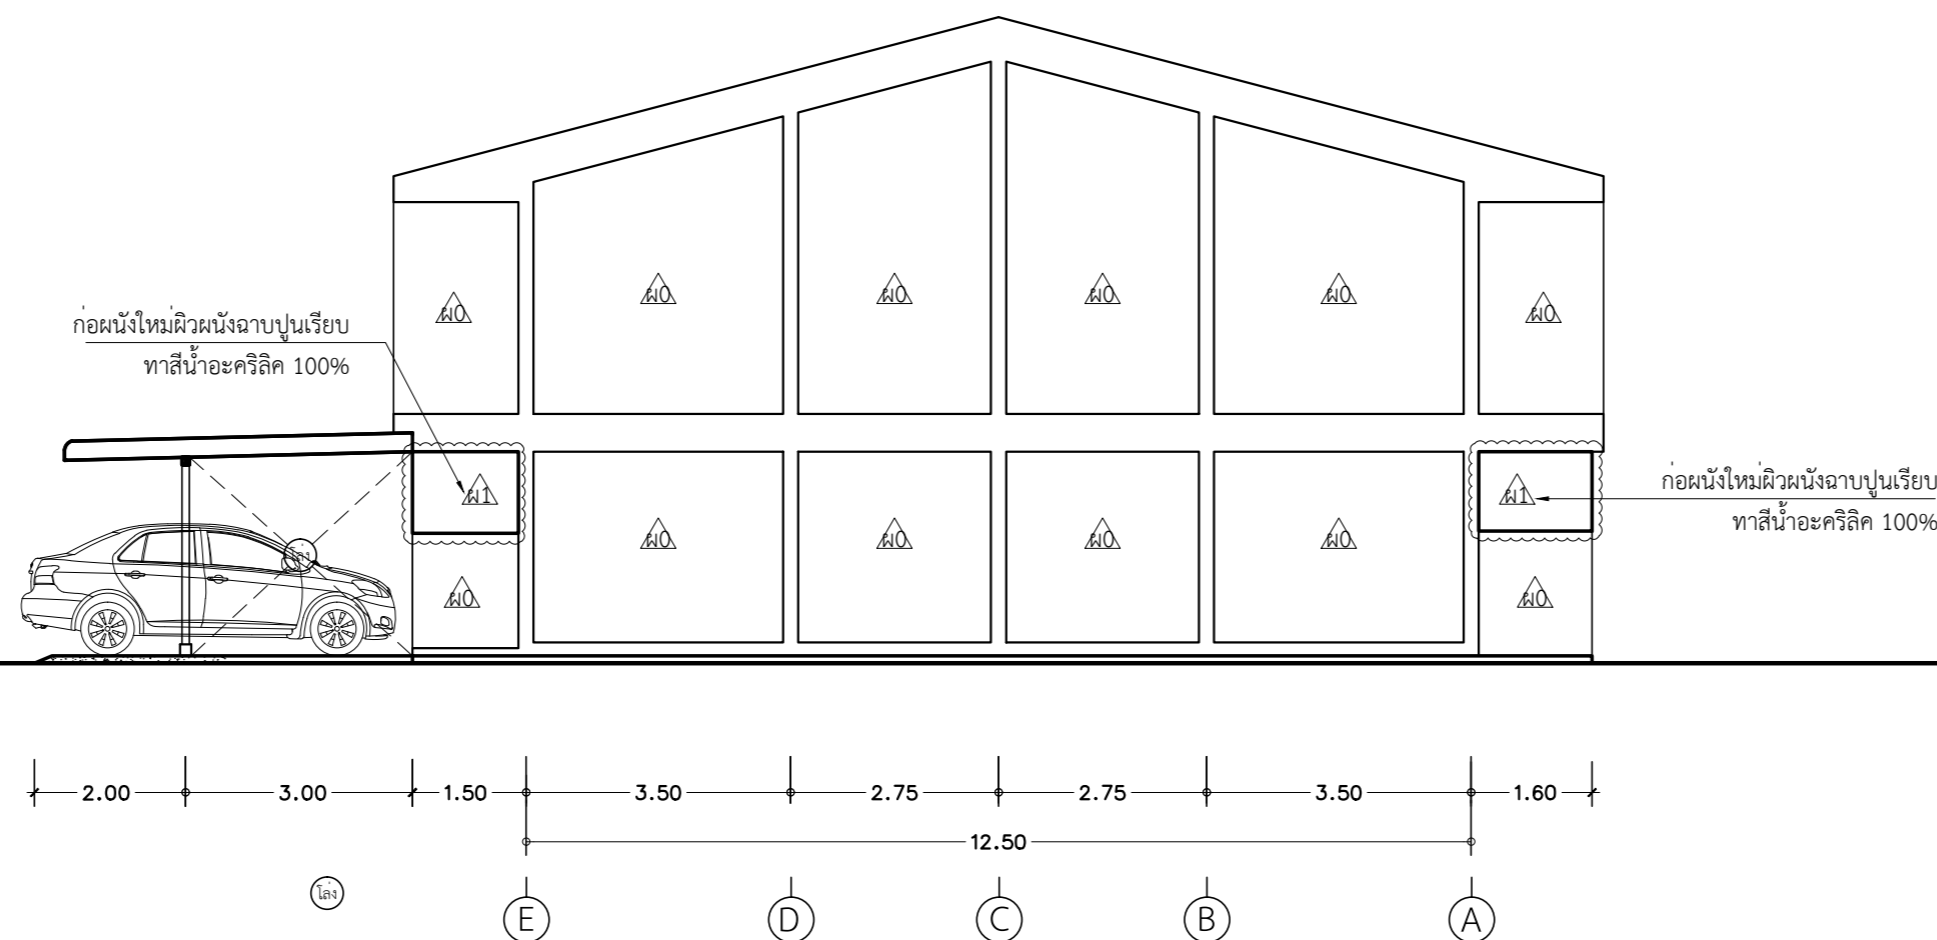 ผ0 ผ0 ผ0 ผ0
ผ0 ผ0
ก่อผนังใหม่ผิวผนังฉาบปูนเรียบ
ทาสีน้ำอะคริลิค 100%
ผ1 ผ1
ก่อผนังใหม่ผิวผนังฉาบปูนเรียบ
ทาสีน้ำอะคริลิค 100%
โล่ง ผ0 ผ0 ผ0 ผ0
ผ0 ผ0
2.00 3.00 1.50 3.50 2.75 2.75 3.50 1.60
12.50
โล่ง
E D C B A